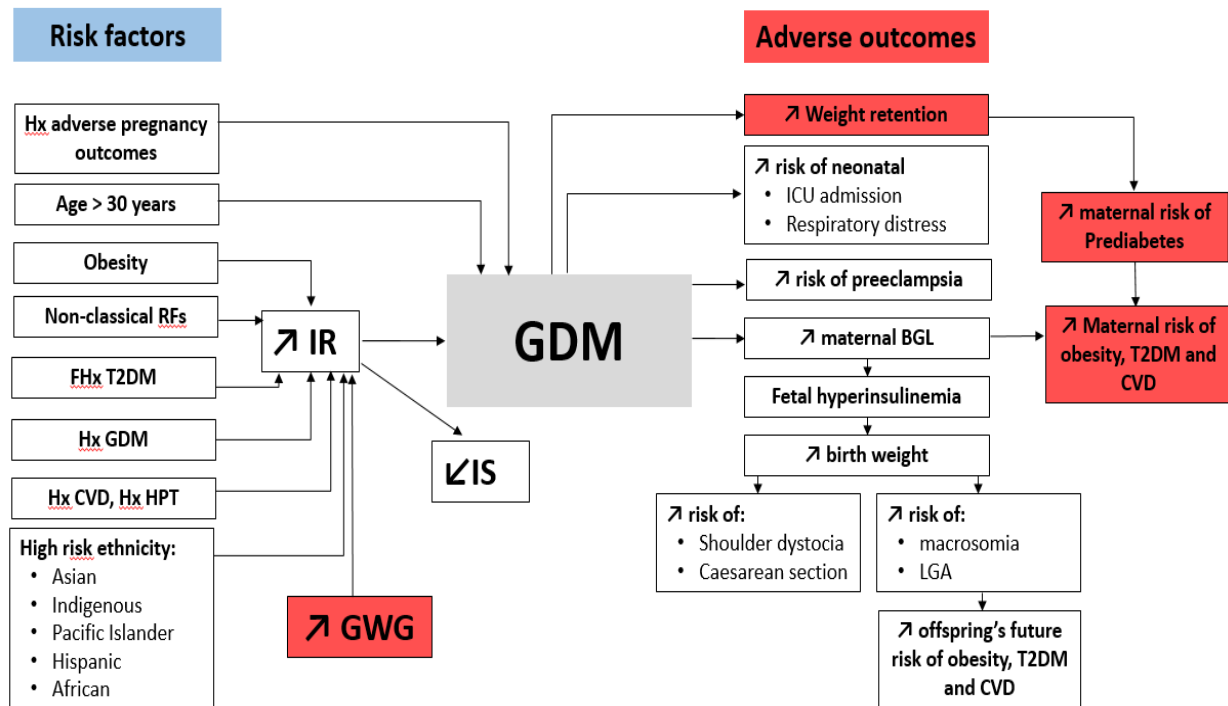 Risk factors
Hx adverse pregnancy
outcomes
Age > 30 years
Obesity
Non-classical RFs
FHx T2DM
Hx GDM
Hx CVD, Hx HPT
High risk ethnicity:
• Asian
• Indigenous
• Pacific Islander
• Hispanic
• African
↗ IR
↙IS
↗ GWG
GDM
Adverse outcomes
↗ Weight retention
↗ risk of neonatal
• ICU admission
• Respiratory distress
↗ risk of preeclampsia
↗ maternal BGL
Fetal hyperinsulinemia
↗ birth weight
↗ risk of:
• Shoulder dystocia
• Caesarean section
↗ risk of:
• macrosomia
• LGA
↗ offspring's future
risk of obesity, T2DM
and CVD
↗ maternal risk of
Prediabetes
↗ Maternal risk of
obesity, T2DM and
CVD